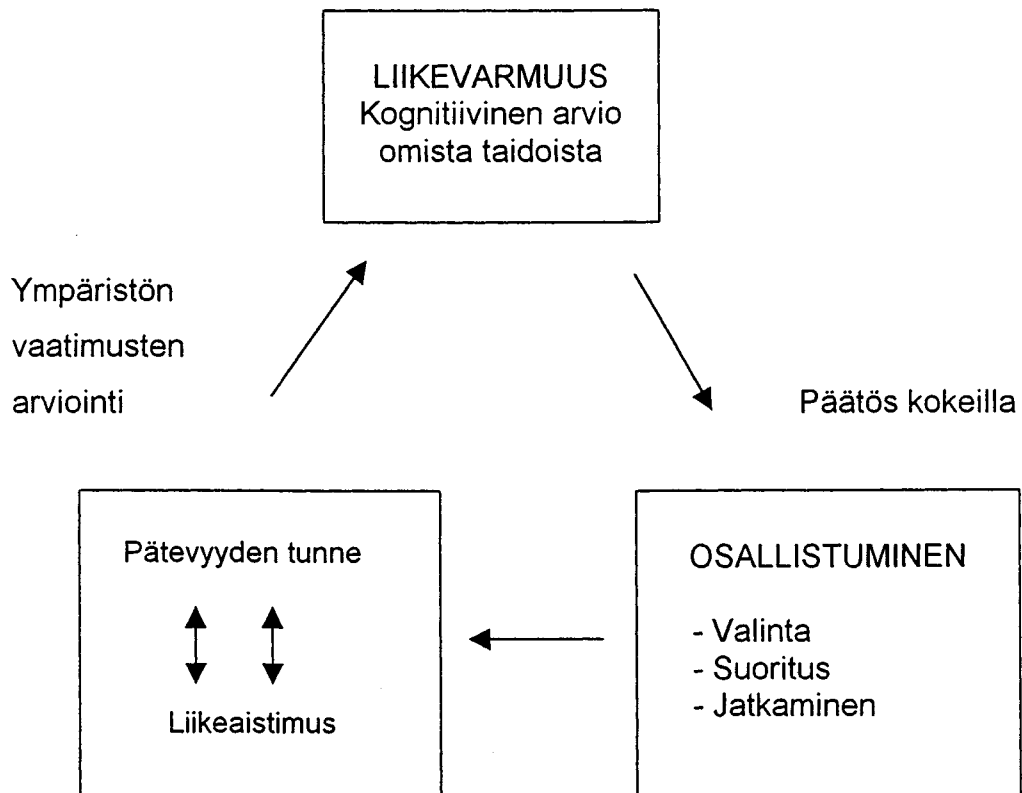 LIIKEVARMUUS
Kognitiivinen arvio
omista taidoista
Ympäristön
vaatimusten
arviointi
Päätös kokeilla
Pätevyyden tunne
Liikeaistimus
OSALLISTUMINEN
- Valinta
- Suoritus
- Jatkaminen